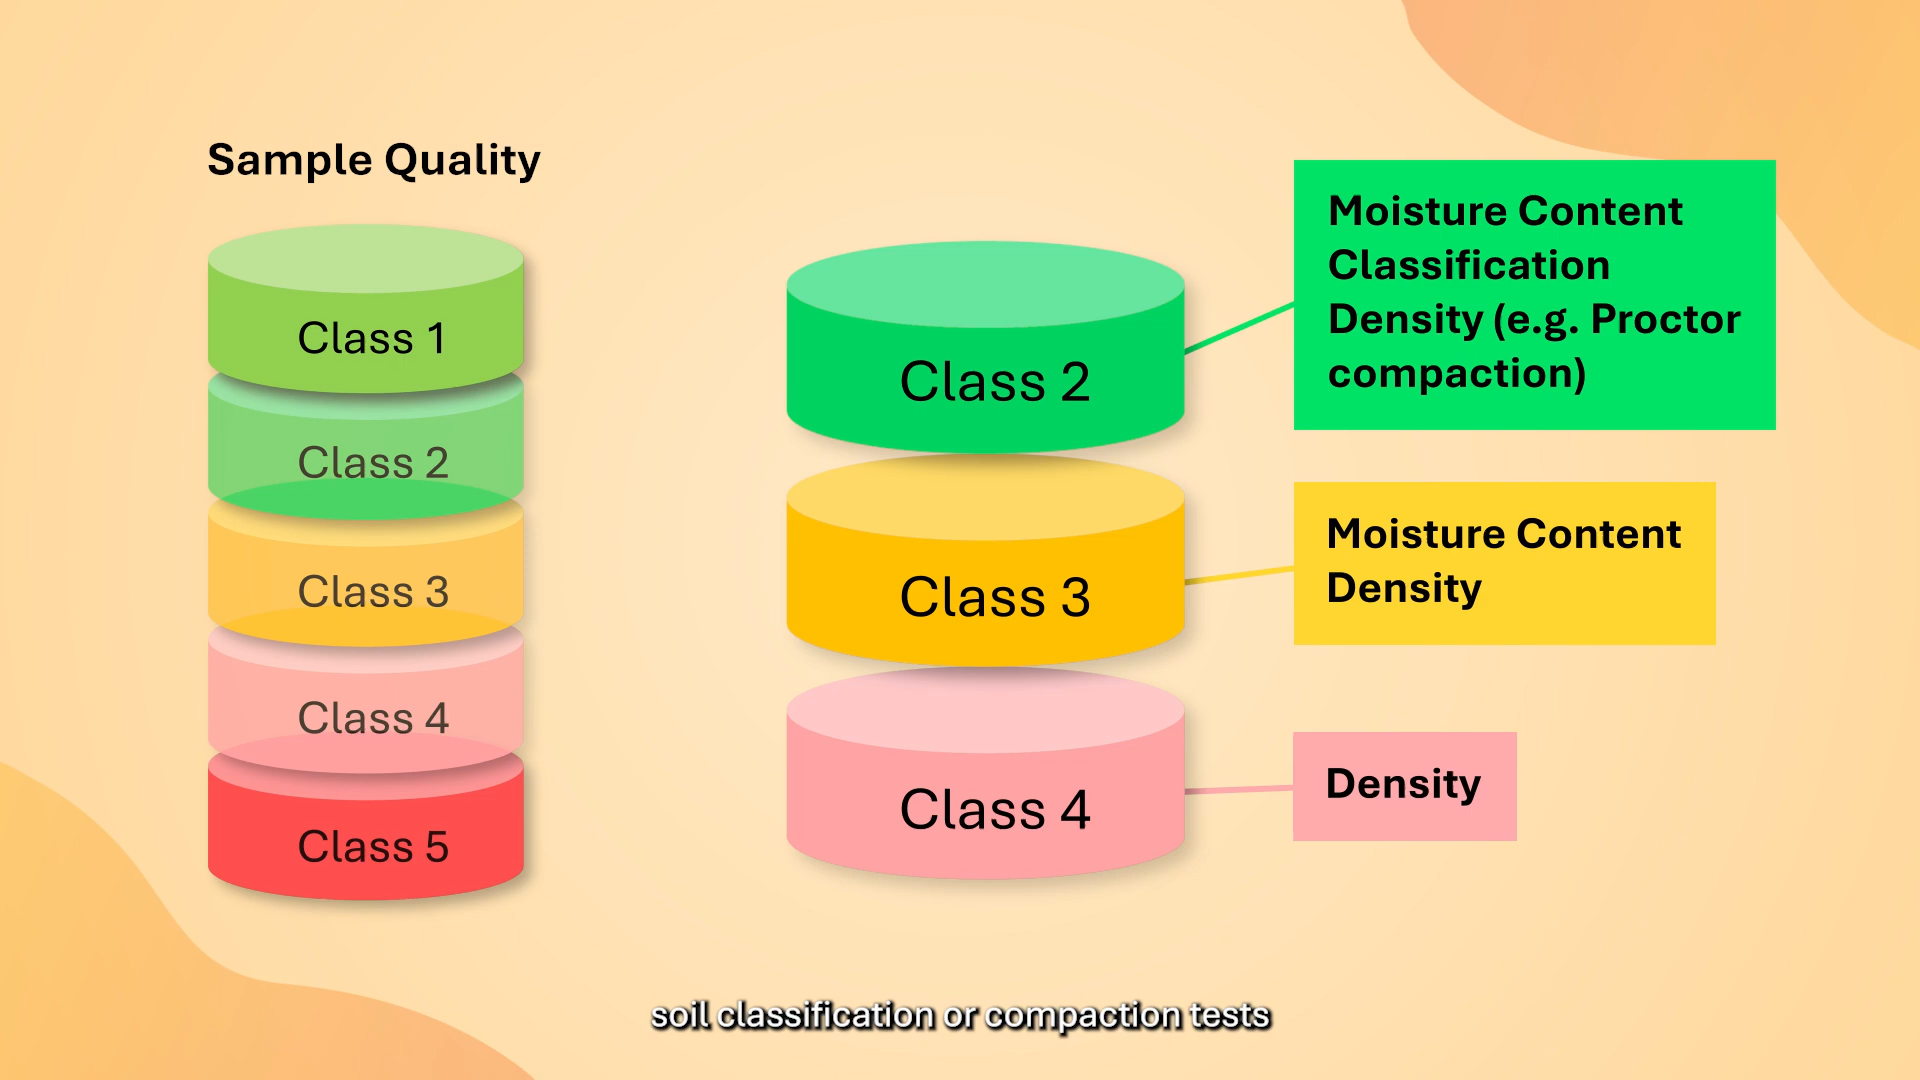 Sample Quality
Class 1
Class 2
Class 3
Class 4
Class 5
Class 2
Class 3
Class 4
Moisture Content
Classification
Density (e.g. Proctor
compaction)
Moisture Content
Density
Density
soil classification or compaction tests